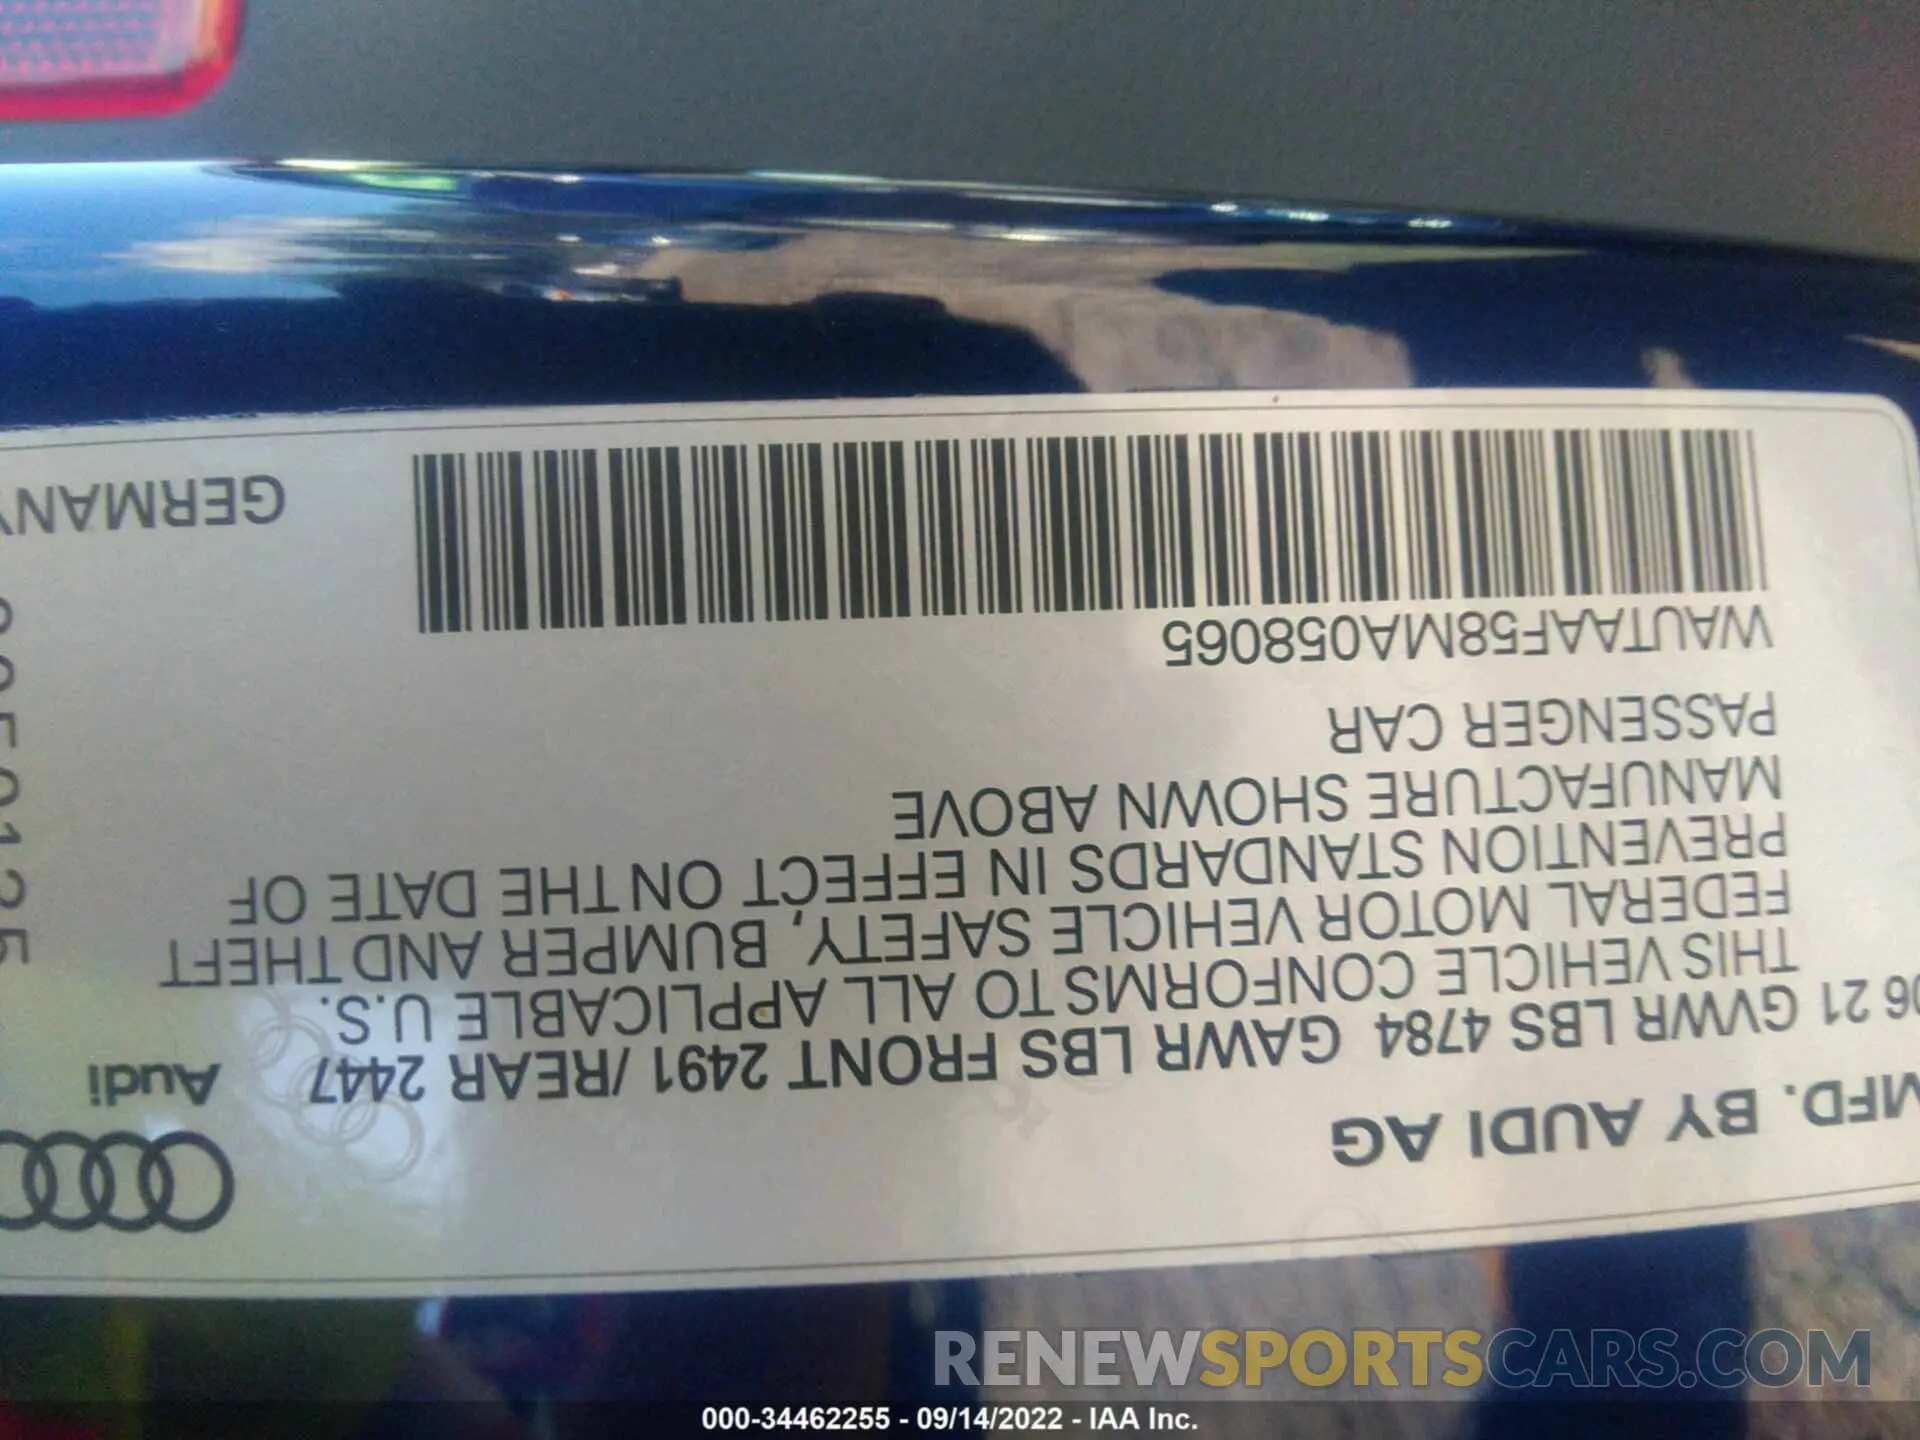 MFD. BY AUDI AG
06 21 GVWR LBS 4784 GAWR LBS FRONT 2491 /REAR 2447
Audi
THIS VEHICLE CONFORMS TO ALL APPLICABLE U.S.
FEDERAL MOTOR VEHICLE SAFETY, BUMPER AND THEFT
PREVENTION STANDARDS IN EFFECT ON THE DATE OF
MANUFACTURE SHOWN ABOVE
PASSENGER CAR
WAUTAAF58MA058065
GERMANY
RENEWSPORTSCARS.COM
000-34462255 - 09/14/2022 - IAA Inc.